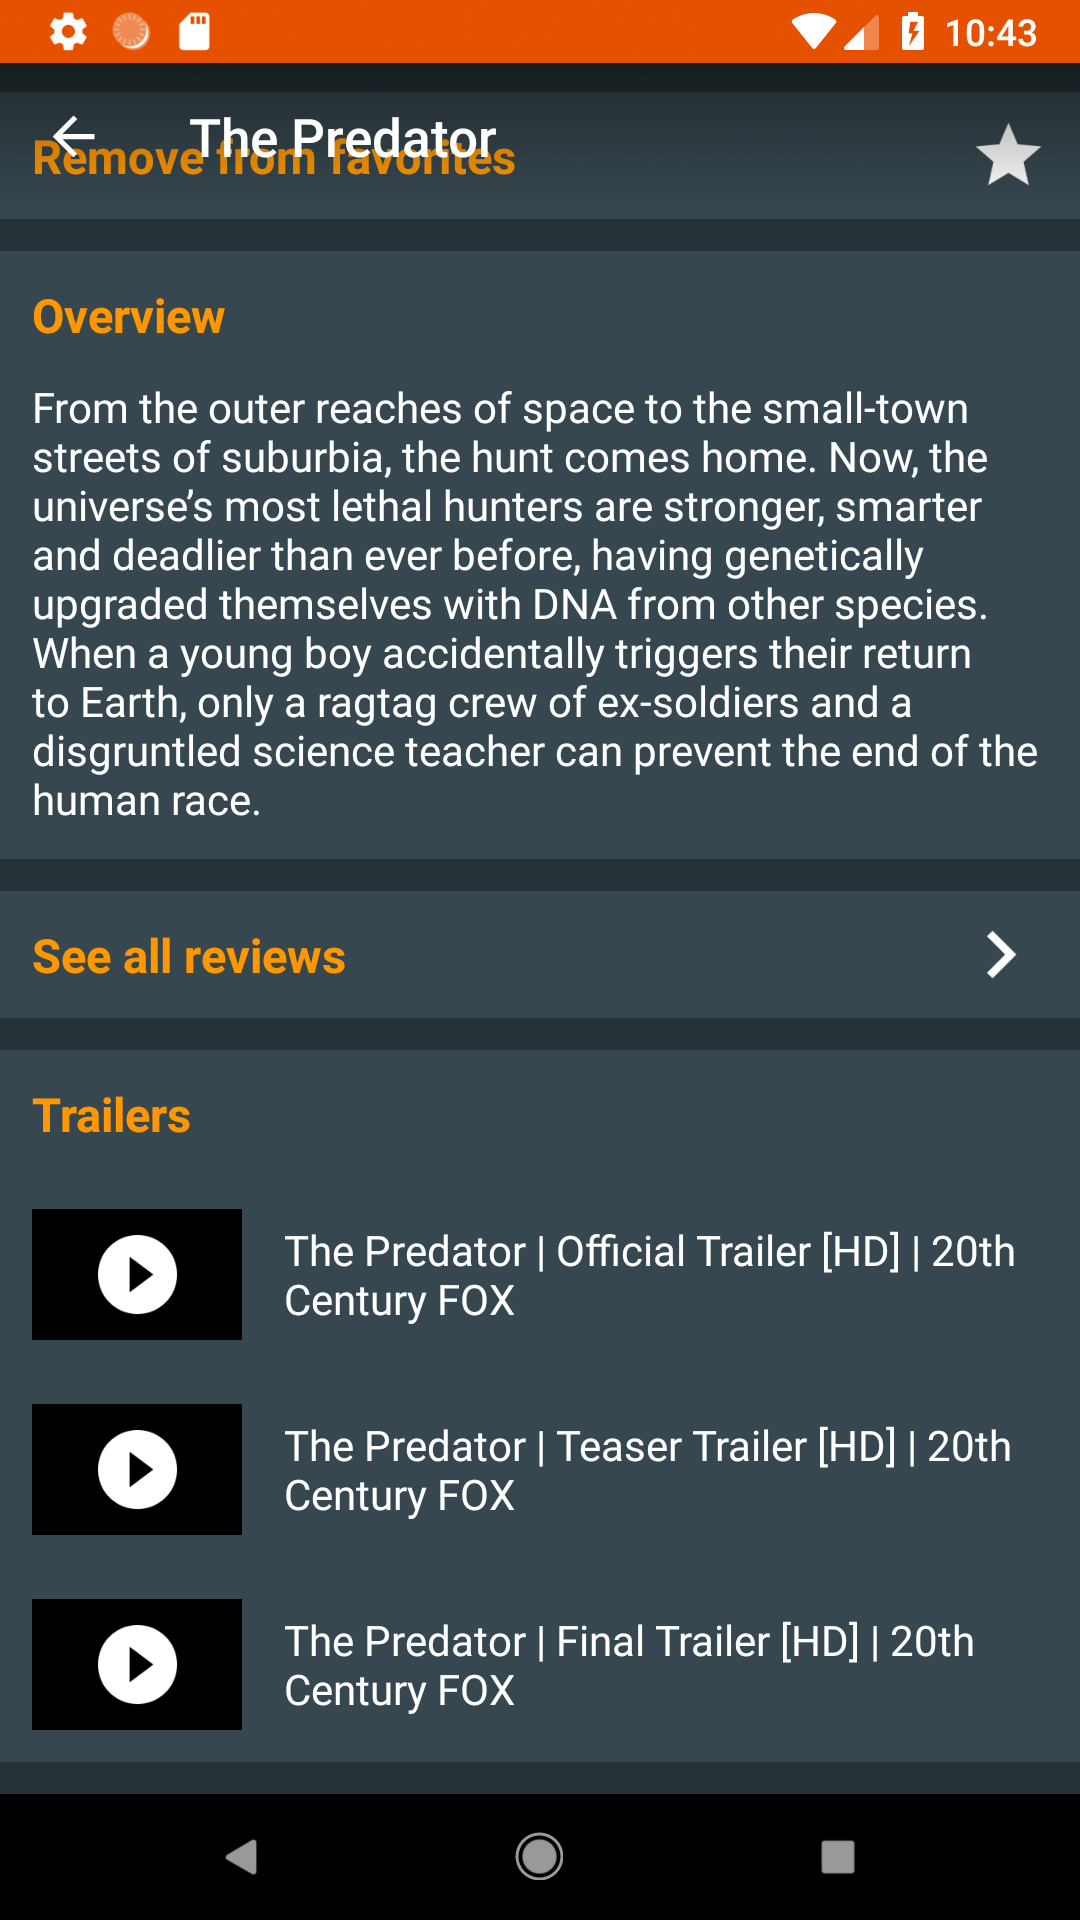 10:43
The Predator
Remove from favorites
Overview
From the outer reaches of space to the small-town
streets of suburbia, the hunt comes home. Now, the
universe’s most lethal hunters are stronger, smarter
and deadlier than ever before, having genetically
upgraded themselves with DNA from other species.
When a young boy accidentally triggers their return
to Earth, only a ragtag crew of ex-soldiers and a
disgruntled science teacher can prevent the end of the
human race.
See all reviews
Trailers
The Predator | Official Trailer [HD] | 20th
Century FOX
The Predator | Teaser Trailer [HD] | 20th
Century FOX
The Predator | Final Trailer [HD] | 20th
Century FOX